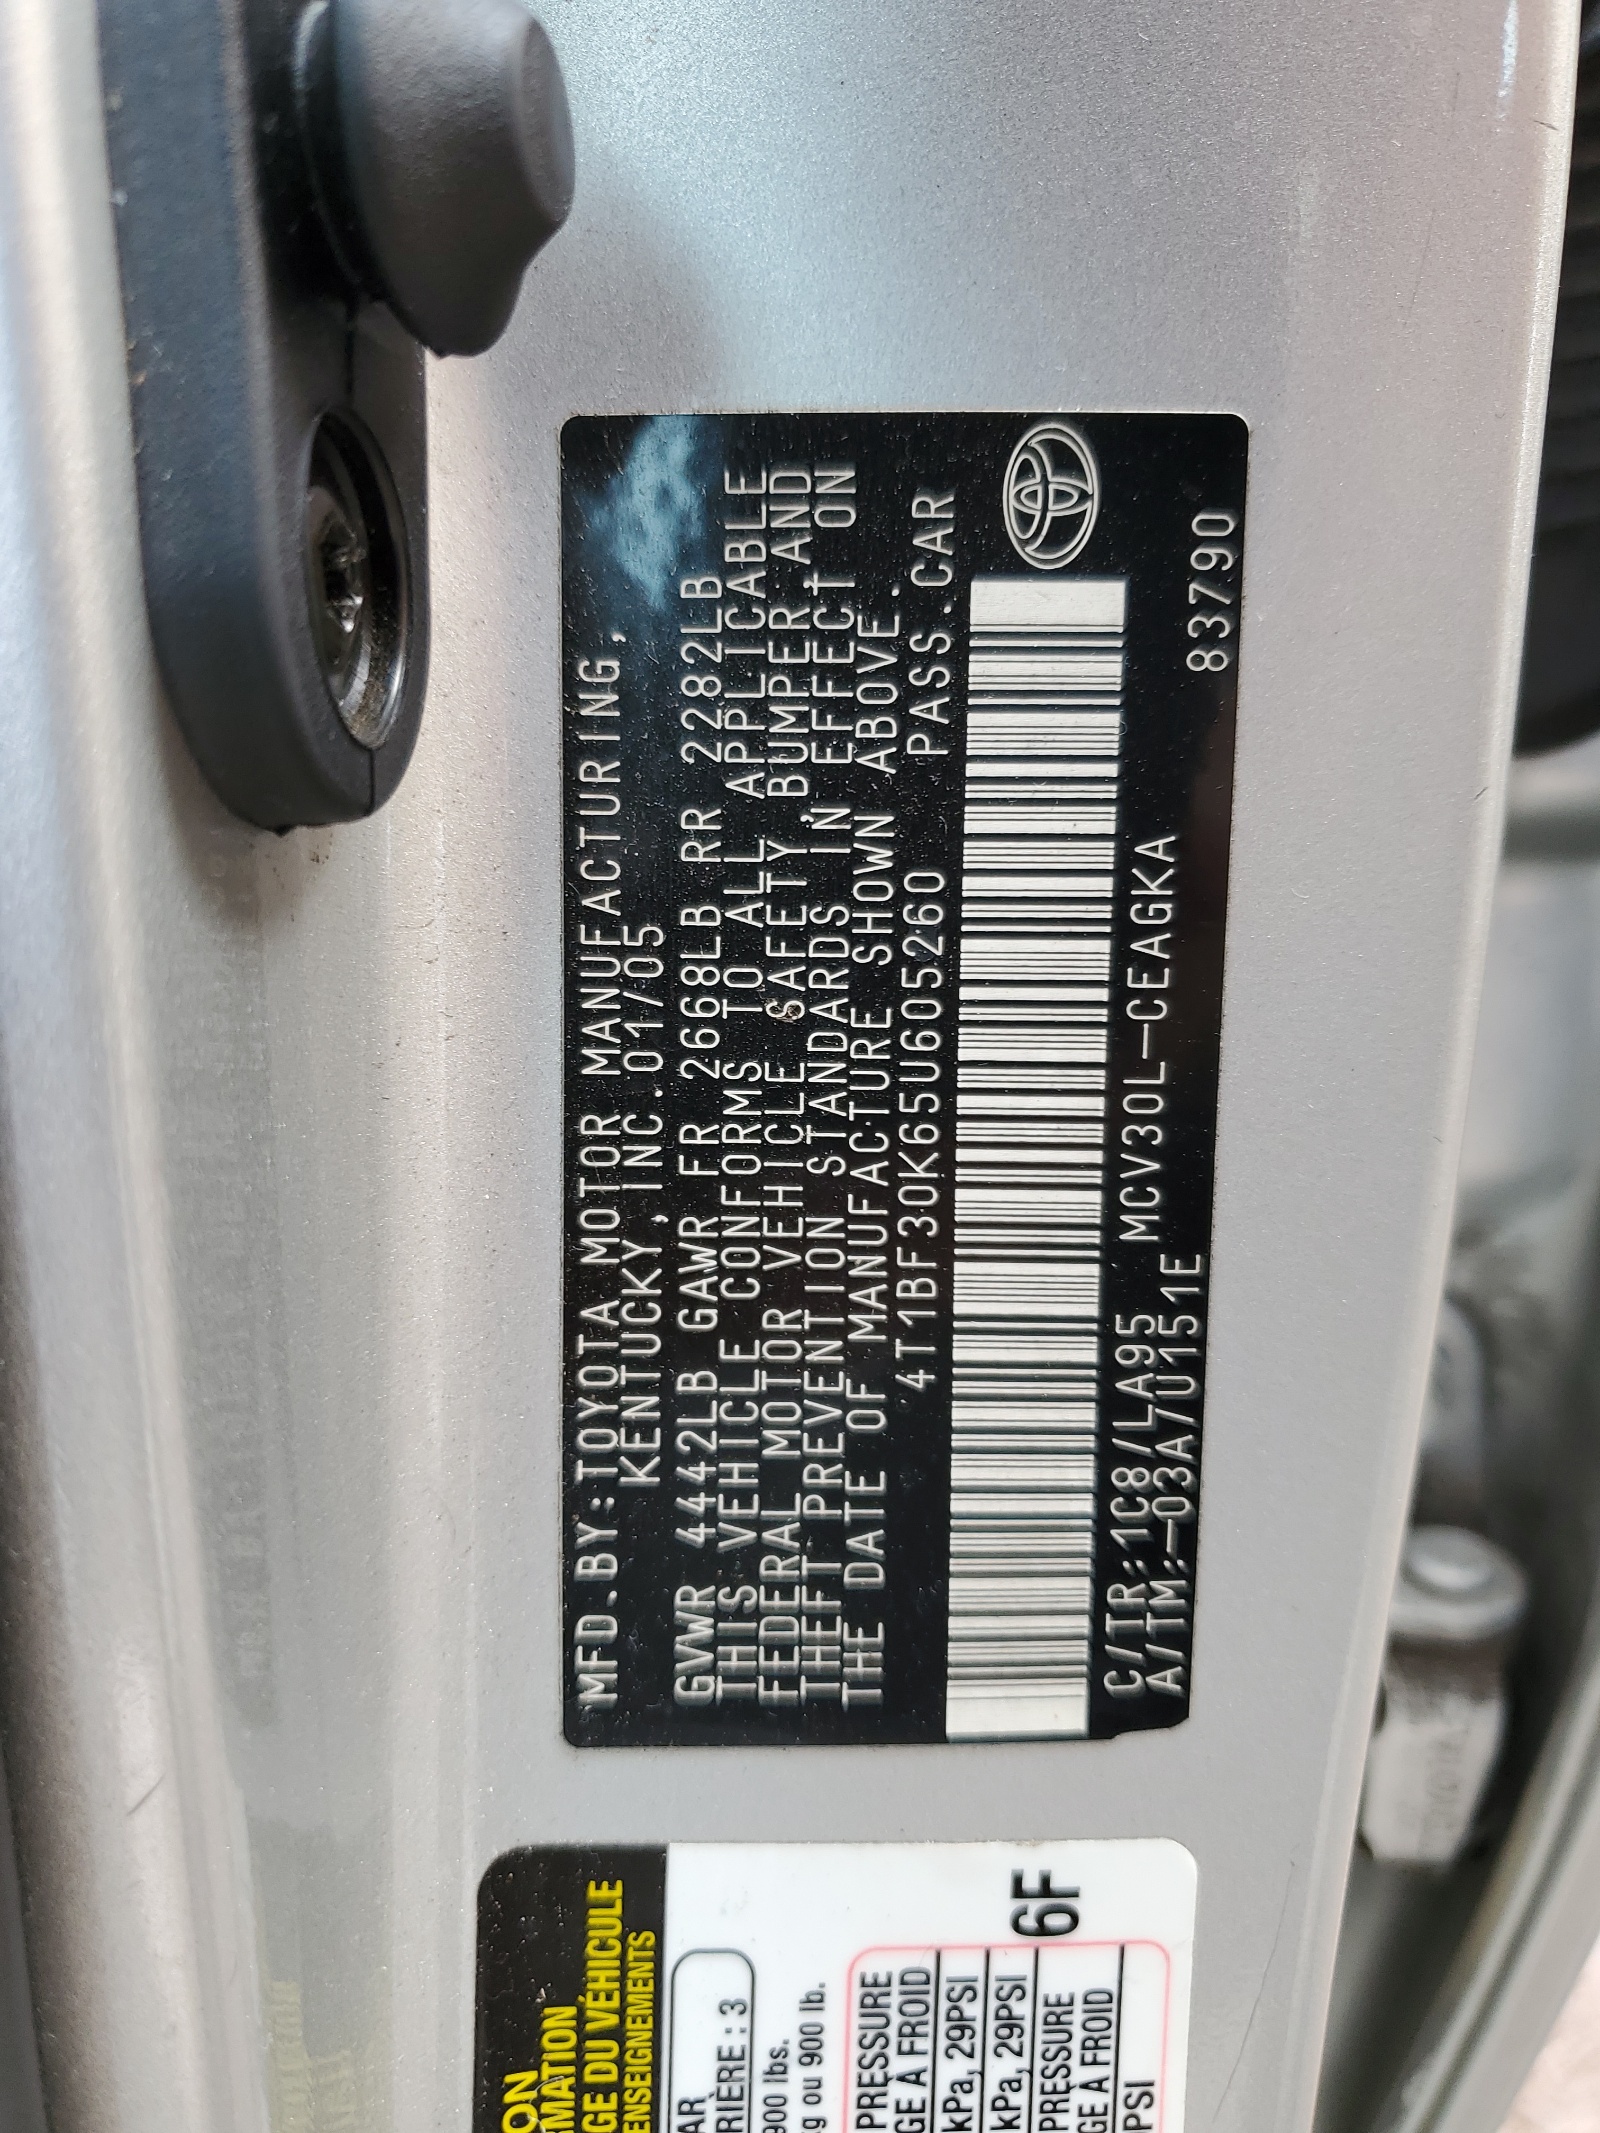 MFD.BY:TOYOTA MOTOR MANUFACTURING,
KENTUCKY, INC. 01/05
GVWR 4442LB GAWR FR 2668LB RR 2282LB
THIS VEHICLE CONFORMS TO ALL APPLICABLE
FEDERAL MOTOR VEHICLE SAFETY BUMPER AND
THEFT PREVENTION STANDARDS IN EFFECT ON
THE DATE OF MANUFACTURE SHOWN ABOVE.
4T1BF30K65U605260 PASS.CAR
C/TR:1C8/LA95 MCV30L-CEAGKA
A/TM:-03A/U151E 83790
ON
RMATION
GE DU VÉHICULE
ENSEIGNEMENTS
AR
RIÈRE : 3
900 lbs.
g ou 900 lb.
PRESSURE
GE À FROID
kPa, 29PSI
kPa, 29PSI
6F
PRESSURE
GE À FROID
PSI